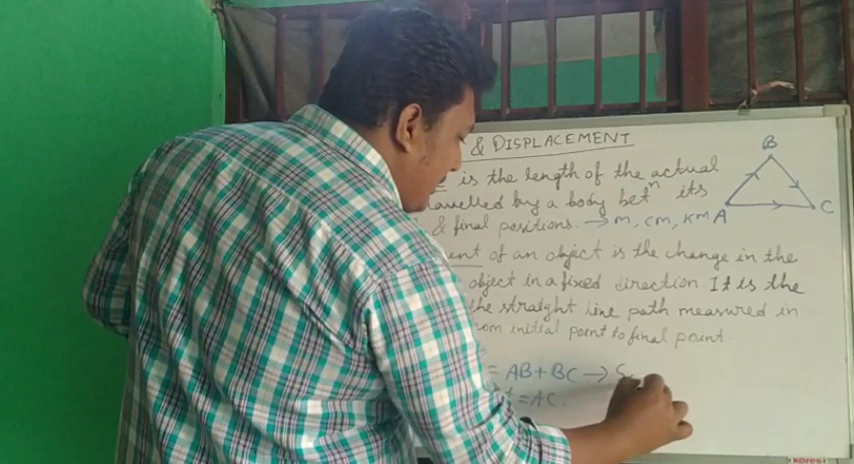 & DISPLACEMENT
is the length of the actual
travelled by a body betⁿ its
& final positions. → m, cm, KM
B
A
C
ent of an object is the change in the
object in a fixed direction It is the
the straight line path measured in
from initial point to final point.
= AB + BC →
= AC.
kores